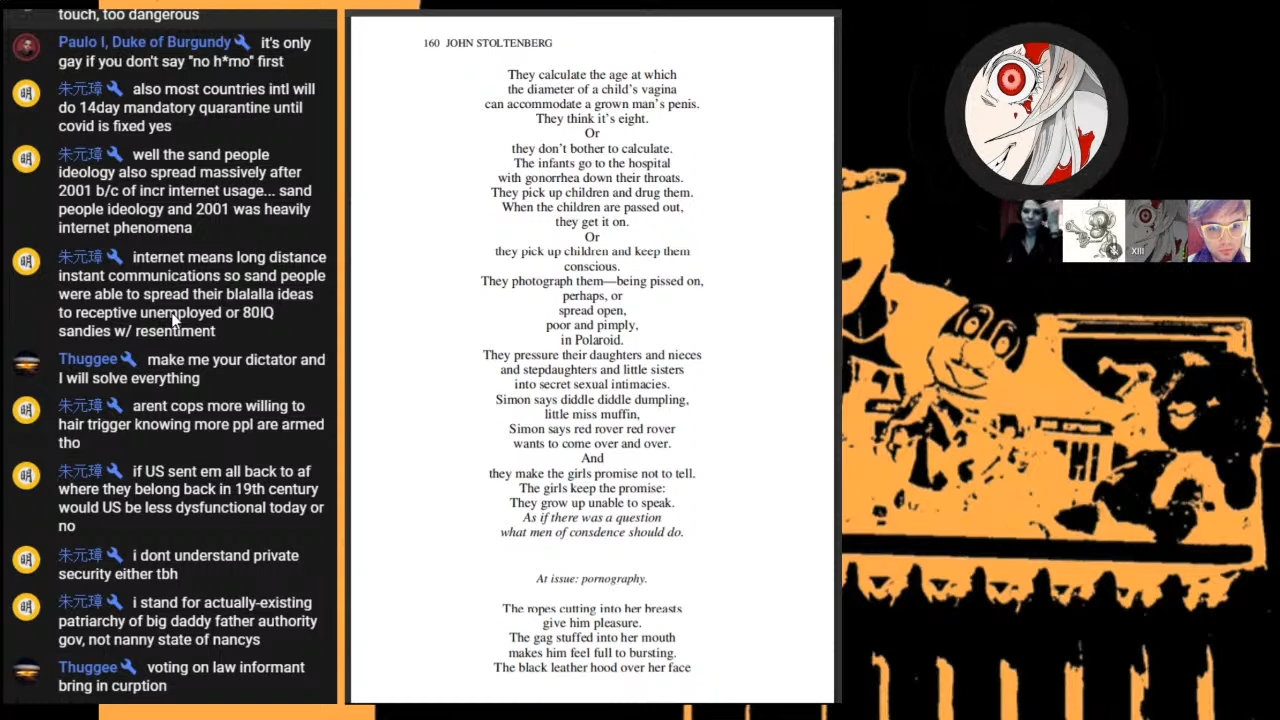 touch, too dangerous
Paulo I, Duke of Burgundy it's only
gay if you don't say "no h*mo" first
朱元璋 also most countries intl will
do 14day mandatory quarantine until
covid is fixed yes
朱元璋 well the sand people
ideology also spread massively after
2001 b/c of incr internet usage... sand
people ideology and 2001 was heavily
internet phenomena
朱元璋 internet means long distance
instant communications so sand people
were able to spread their blalalla ideas
to receptive unemployed or 80IQ
sandies w/ resentiment
Thuggee make me your dictator and
I will solve everything
朱元璋 arent cops more willing to
hair trigger knowing more ppl are armed
tho
朱元璋 if US sent em all back to af
where they belong back in 19th century
would US be less dysfunctional today or
no
朱元璋 i dont understand private
security either tbh
朱元璋 i stand for actually-existing
patriarchy of big daddy father authority
gov, not nanny state of nancys
Thuggee voting on law informant
bring in curption
160 JOHN STOLTENBERG
They calculate the age at which
the diameter of a child's vagina
can accommodate a grown man's penis.
They think it's eight.
Or
they don't bother to calculate.
The infants go to the hospital
with gonorrhea down their throats.
They pick up children and drug them.
When the children are passed out,
they get it on.
Or
they pick up children and keep them
conscious.
They photograph them—being pissed on,
perhaps, or
spread open,
poor and pimply,
in Polaroid.
They pressure their daughters and nieces
and stepdaughters and little sisters
into secret sexual intimacies.
Simon says diddle diddle dumpling,
little miss muffin,
Simon says red rover red rover
wants to come over and over.
And
they make the girls promise not to tell.
The girls keep the promise:
They grow up unable to speak.
As if there was a question
what men of consdence should do.
At issue: pornography.
The ropes cutting into her breasts
give him pleasure.
The gag stuffed into her mouth
makes him feel full to bursting.
The black leather hood over her face
XIII